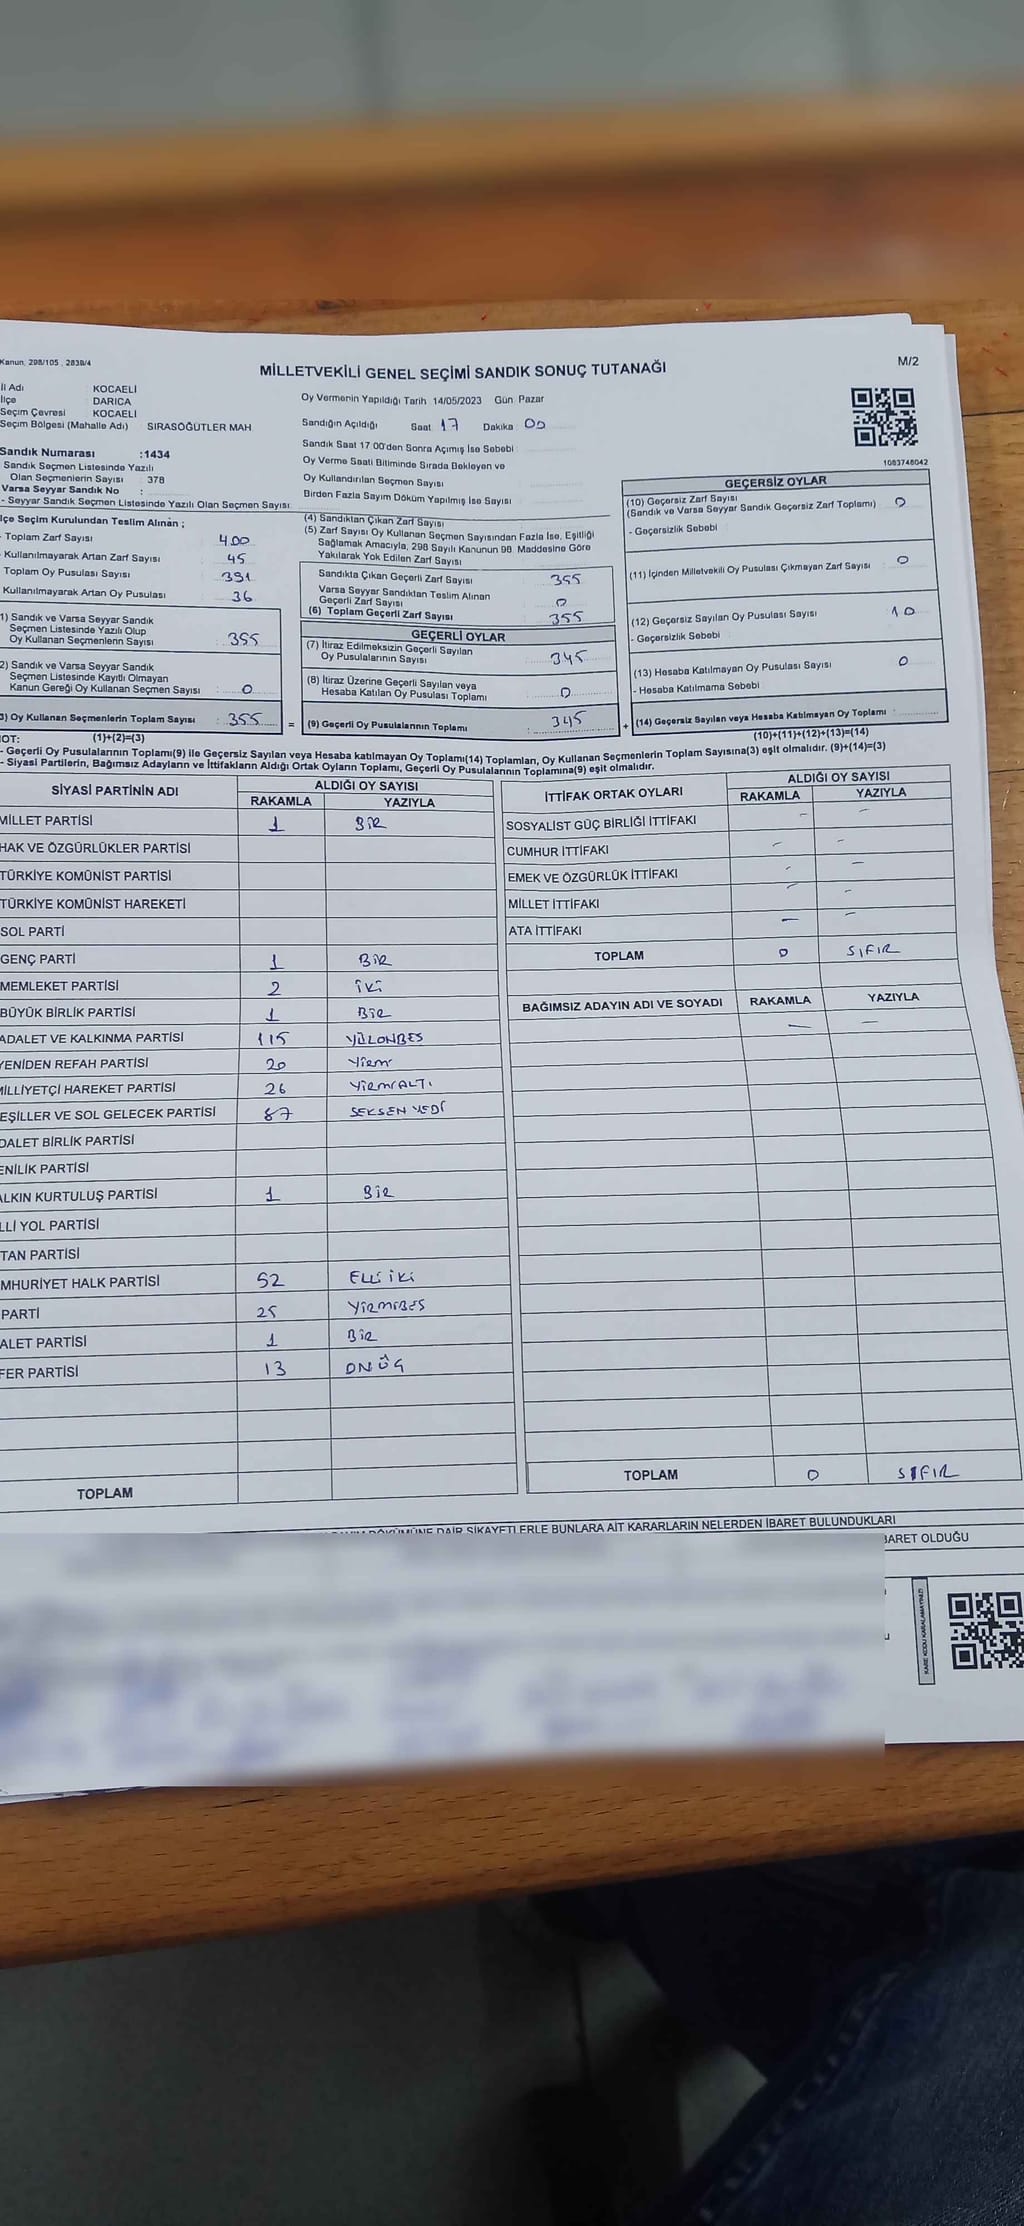 Kanun, 298/105 , 2839/4
MİLLETVEKİLİ GENEL SEÇİMİ SANDIK SONUÇ TUTANAĞI
M/2
İl Adı : KOCAELİ
İlçe : DARICA
Seçim Çevresi : KOCAELİ
Seçim Bölgesi (Mahalle Adı) : SIRASÖĞÜTLER MAH.
Sandık Numarası :1434
Sandık Seçmen Listesinde Yazılı
Olan Seçmenlerin Sayısı : 378
Varsa Seyyar Sandık No :
- Seyyar Sandık Seçmen Listesinde Yazılı Olan Seçmen Sayısı :
İlçe Seçim Kurulundan Teslim Alınan ;
Toplam Zarf Sayısı : 400
Kullanılmayarak Artan Zarf Sayısı : 45
Toplam Oy Pusulası Sayısı : 391
Kullanılmayarak Artan Oy Pusulası : 36
1) Sandık ve Varsa Seyyar Sandık
Seçmen Listesinde Yazılı Olup
Oy Kullanan Seçmenlerin Sayısı : 355
2) Sandık ve Varsa Seyyar Sandık
Seçmen Listesinde Kayıtlı Olmayan
Kanun Gereği Oy Kullanan Seçmen Sayısı : 0
3) Oy Kullanan Seçmenlerin Toplam Sayısı : 355 =
(1)+(2)=(3)
Oy Vermenin Yapıldığı Tarih : 14/05/2023 Gün: Pazar
Sandığın Açıldığı Saat 17 Dakika 00
Sandık Saat 17:00'den Sonra Açımış İse Sebebi :
Oy Verme Saati Bitiminde Sırada Bekleyen ve
Oy Kullandırılan Seçmen Sayısı :
Birden Fazla Sayım Döküm Yapılmış İse Sayısı :
(4) Sandıktan Çıkan Zarf Sayısı
(5) Zarf Sayısı Oy Kullanan Seçmen Sayısından Fazla İse, Eşitliği
Sağlamak Amacıyla, 298 Sayılı Kanunun 98. Maddesine Göre
Yakılarak Yok Edilen Zarf Sayısı
Sandıkta Çıkan Geçerli Zarf Sayısı : 355
Varsa Seyyar Sandıktan Teslim Alınan
Geçerli Zarf Sayısı : 0
(6) Toplam Geçerli Zarf Sayısı : 355
GEÇERLİ OYLAR
(7) İtiraz Edilmeksizin Geçerli Sayılan
Oy Pusulalarının Sayısı : 345
(8) İtiraz Üzerine Geçerli Sayılan veya
Hesaba Katılan Oy Pusulası Toplamı : 0
(9) Geçerli Oy Pusulalarının Toplamı : 345 +
1083748042
GEÇERSİZ OYLAR
(10) Geçersiz Zarf Sayısı : 0
(Sandık ve Varsa Seyyar Sandık Geçersiz Zarf Toplamı)
- Geçersizlik Sebebi :
(11) İçinden Milletvekili Oy Pusulası Çıkmayan Zarf Sayısı : 0
(12) Geçersiz Sayılan Oy Pusulası Sayısı : 10
- Geçersizlik Sebebi :
(13) Hesaba Katılmayan Oy Pusulası Sayısı : 0
- Hesaba Katılmama Sebebi :
(14) Geçersiz Sayılan veya Hesaba Katılmayan Oy Toplamı :
(10)+(11)+(12)+(13)=(14)
NOT:
- Geçerli Oy Pusulalarının Toplamı(9) ile Geçersiz Sayılan veya Hesaba katılmayan Oy Toplamı(14) Toplamları, Oy Kullanan Seçmenlerin Toplam Sayısına(3) eşit olmalıdır. (9)+(14)=(3)
- Siyasi Partilerin, Bağımsız Adayların ve İttifakların Aldığı Ortak Oyların Toplamı, Geçerli Oy Pusulalarının Toplamına(9) eşit olmalıdır.
SİYASİ PARTİNİN ADI ALDIĞI OY SAYISI
RAKAMLA YAZIYLA
MİLLET PARTİSİ 1 BİR
HAK VE ÖZGÜRLÜKLER PARTİSİ
TÜRKİYE KOMÜNİST PARTİSİ
TÜRKİYE KOMÜNİST HAREKETİ
SOL PARTİ
GENÇ PARTİ 1 BİR
MEMLEKET PARTİSİ 2 İKİ
BÜYÜK BİRLİK PARTİSİ 1 BİR
ADALET VE KALKINMA PARTİSİ 115 YÜZONBES
YENİDEN REFAH PARTİSİ 20 Yirmi
MİLLİYETÇİ HAREKET PARTİSİ 26 YirmiALTI
EŞİLLER VE SOL GELECEK PARTİSİ 87 SEKSEN YEDİ
DALET BİRLİK PARTİSİ
ENİLİK PARTİSİ
ALKIN KURTULUŞ PARTİSİ 1 BİR
LLİ YOL PARTİSİ
TAN PARTİSİ
MHURİYET HALK PARTİSİ 52 ELLİ İKİ
PARTİ 25 YİRMİBES
ALET PARTİSİ 1 BİR
FER PARTİSİ 13 ONÜÇ
TOPLAM
İTTİFAK ORTAK OYLARI ALDIĞI OY SAYISI
RAKAMLA YAZIYLA
SOSYALİST GÜÇ BİRLİĞİ İTTİFAKI – –
CUMHUR İTTİFAKI – –
EMEK VE ÖZGÜRLÜK İTTİFAKI – –
MİLLET İTTİFAKI – –
ATA İTTİFAKI – –
TOPLAM 0 SIFIR
BAĞIMSIZ ADAYIN ADI VE SOYADI RAKAMLA YAZIYLA
– –
TOPLAM 0 SIFIR
DÖKÜMÜNE DAİR ŞİKAYETLERLE BUNLARA AİT KARARLARIN NELERDEN İBARET BULUNDUKLARI
BARET OLDUĞU
KARE KODU KARALAMAYINIZ!